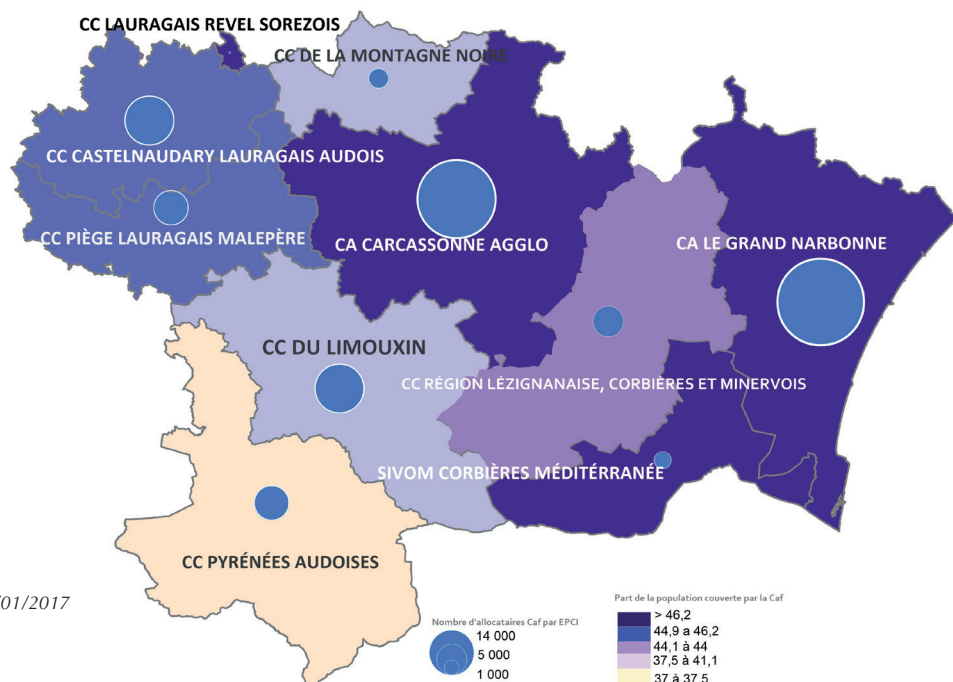 CC LAURAGAIS REVEL SOREZOIS
CC DE LA MONTAGNE NOIRE
CC CASTELNAUDARY LAURAGAIS AUDOIS
CC PIÈGE LAURAGAIS MALEPÈRE
CA CARCASSONNE AGGLO
CA LE GRAND NARBONNE
CC DU LIMOUXIN
CC RÉGION LÉZIGNANAISE, CORBIÈRES ET MINERVOIS
SIVOM CORBIÈRES MÉDITÉRRANÉE
CC PYRÉNÉES AUDOISES
/01/2017
Nombre d'allocataires Caf par EPCI
14 000
5 000
1 000
Part de la population couverte par la Caf
> 46,2
44,9 à 46,2
44,1 à 44
37,5 à 41,1
37 à 37,5